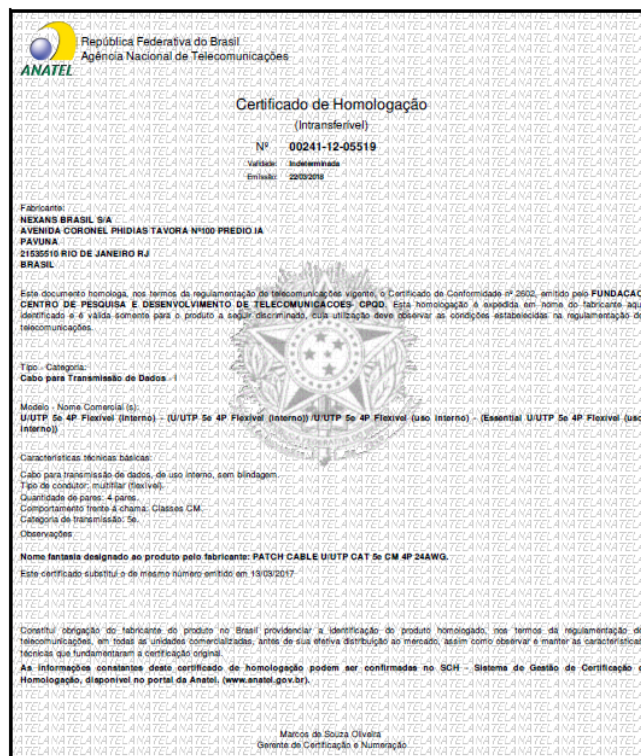 República Federativa do Brasil
Agência Nacional de Telecomunicações
ANATEL
Certificado de Homologação
(Intransferível)
Nº 00241-12-05519
Validade: Indeterminada
Emissão: 22/03/2018
Fabricante:
NEXANS BRASIL S/A
AVENIDA CORONEL PHIDIAS TAVORA Nº100 PREDIO IA
PAVUNA
21535510 RIO DE JANEIRO RJ
BRASIL
Este documento homologa, nos termos da regulamentação de telecomunicações vigente, o Certificado de Conformidade nº 2602, emitido pelo FUNDACAO
CENTRO DE PESQUISA E DESENVOLVIMENTO DE TELECOMUNICACOES- CPQD. Esta homologação é expedida em nome do fabricante aqui
identificado e é válida somente para o produto a seguir discriminado, cuja utilização deve observar as condições estabelecidas na regulamentação de
telecomunicações.
Tipo - Categoria:
Cabo para Transmissão de Dados - I
Modelo - Nome Comercial (s):
U/UTP 5e 4P Flexível (Interno) - (U/UTP 5e 4P Flexível (Interno)) /U/UTP 5e 4P Flexível (uso interno) - (Essential U/UTP 5e 4P Flexível (uso
interno))
Características técnicas básicas:
Cabo para transmissão de dados, de uso interno, sem blindagem.
Tipo de condutor: multifilar (flexível).
Quantidade de pares: 4 pares.
Comportamento frente à chama: Classes CM.
Categoria de transmissão: 5e.
Observações
Nome fantasia designado ao produto pelo fabricante: PATCH CABLE U/UTP CAT 5e CM 4P 24AWG.
Este certificado substitui o de mesmo número emitido em 13/03/2017
Constitui obrigação do fabricante do produto no Brasil providenciar a identificação do produto homologado, nos termos da regulamentação de
telecomunicações, em todas as unidades comercializadas, antes de sua efetiva distribuição ao mercado, assim como observar e manter as características
técnicas que fundamentaram a certificação original.
As informações constantes deste certificado de homologação podem ser confirmadas no SCH - Sistema de Gestão de Certificação e
Homologação, disponível no portal da Anatel. (www.anatel.gov.br).
Marcos de Souza Oliveira
Gerente de Certificação e Numeração